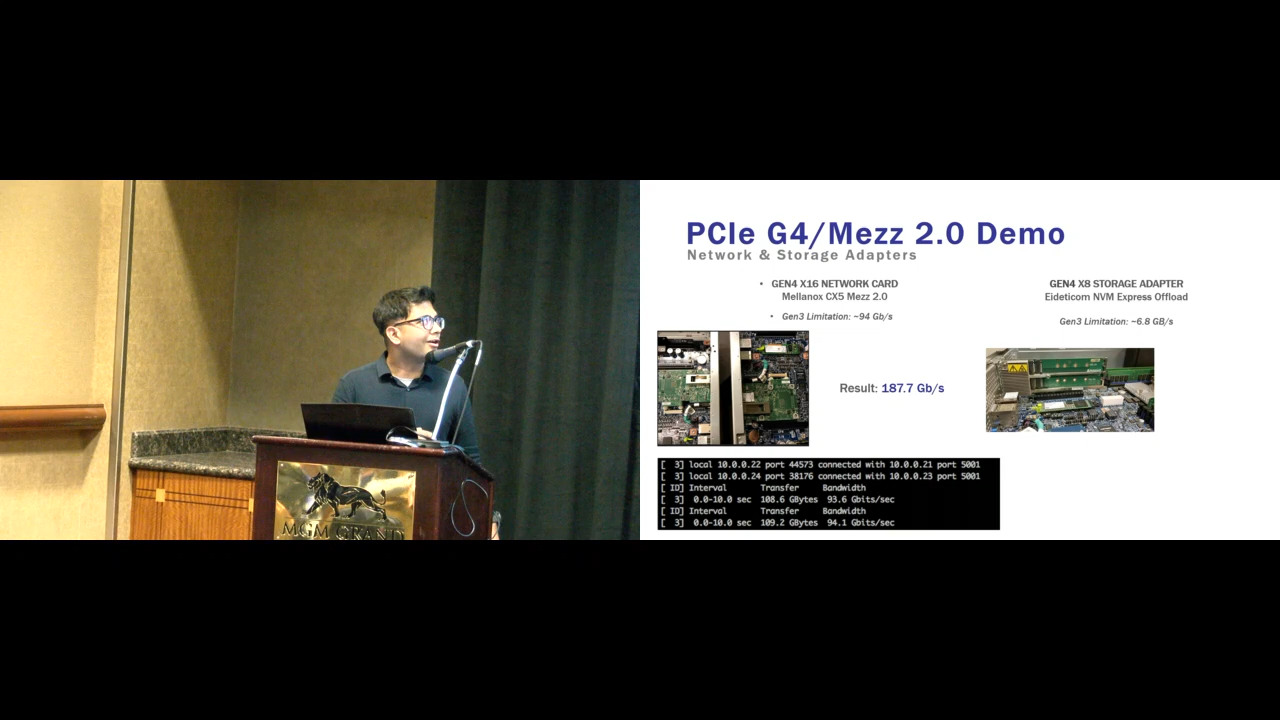 MGM GRAND
PCIe G4/Mezz 2.0 Demo
Network & Storage Adapters
• GEN4 X16 NETWORK CARD
Mellanox CX5 Mezz 2.0
• Gen3 Limitation: ~94 Gb/s
GEN4 X8 STORAGE ADAPTER
Eideticom NVM Express Offload
Gen3 Limitation: ~6.8 GB/s
Result: 187.7 Gb/s
[ 3] local 10.0.0.22 port 44573 connected with 10.0.0.21 port 5001
[ 3] local 10.0.0.24 port 38176 connected with 10.0.0.23 port 5001
[ ID] Interval Transfer Bandwidth
[ 3] 0.0-10.0 sec 108.6 GBytes 93.6 Gbits/sec
[ ID] Interval Transfer Bandwidth
[ 3] 0.0-10.0 sec 109.2 GBytes 94.1 Gbits/sec